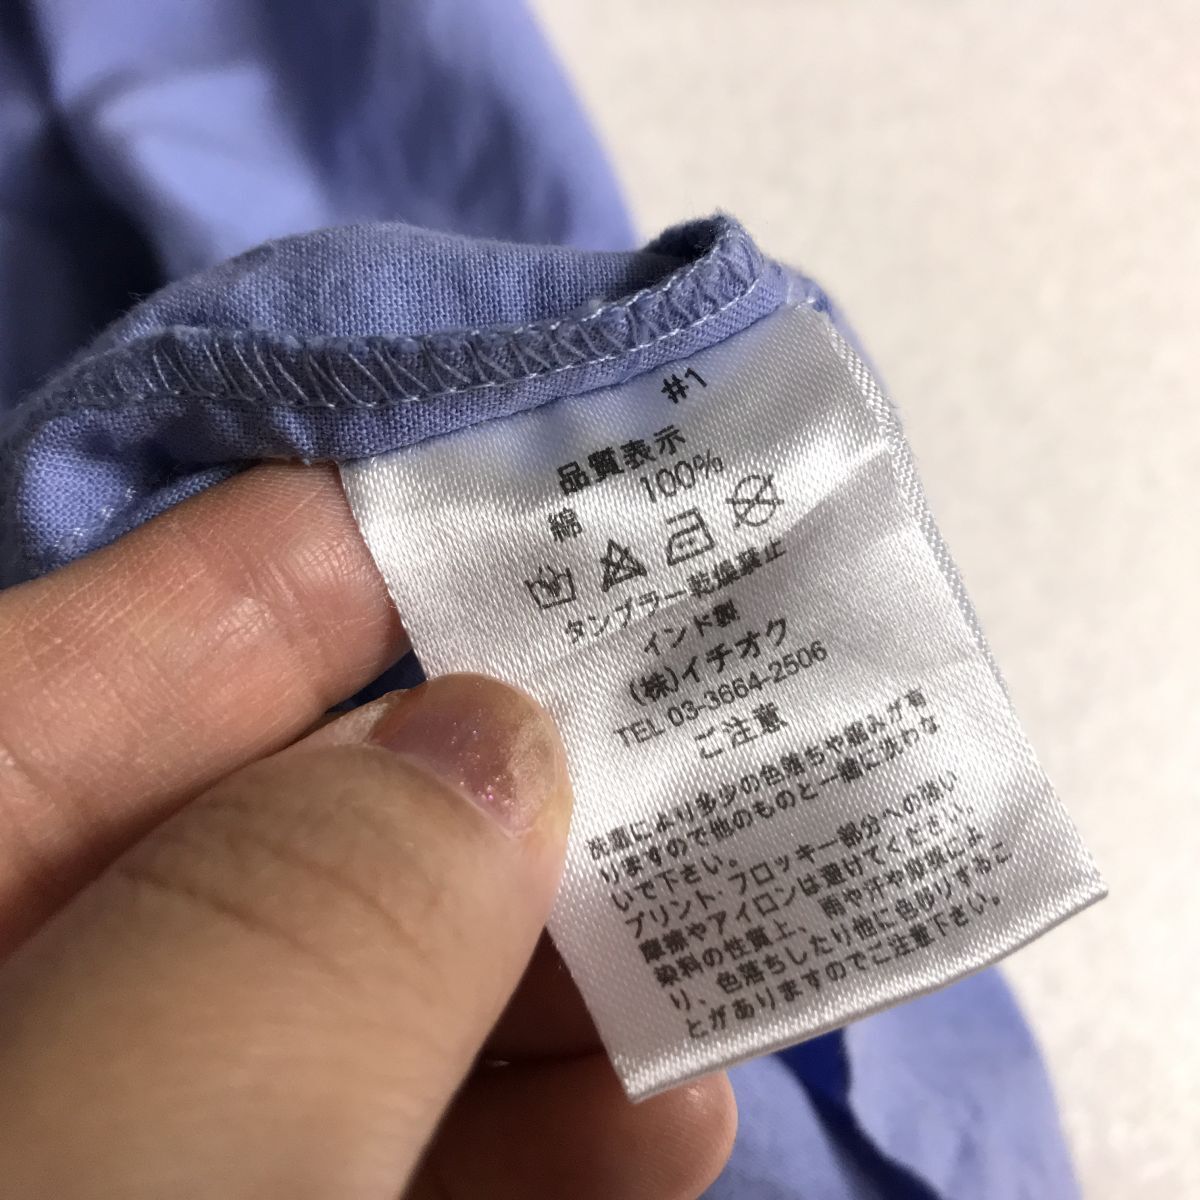 #1
品質表示
綿 100%
タンブラー乾燥禁止
インド製
(株)イチオク
TEL 03-3664-2506
ご注意
洗濯により多少の色落ちや縮みが有
りますので他のものと一緒に洗わな
いで下さい。
プリント、フロッキー部分への強い
摩擦やアイロンは避けてください。
染料の性質上、雨や汗や摩擦によ
り、色落ちしたり他に色移りするこ
とがありますのでご注意下さい。